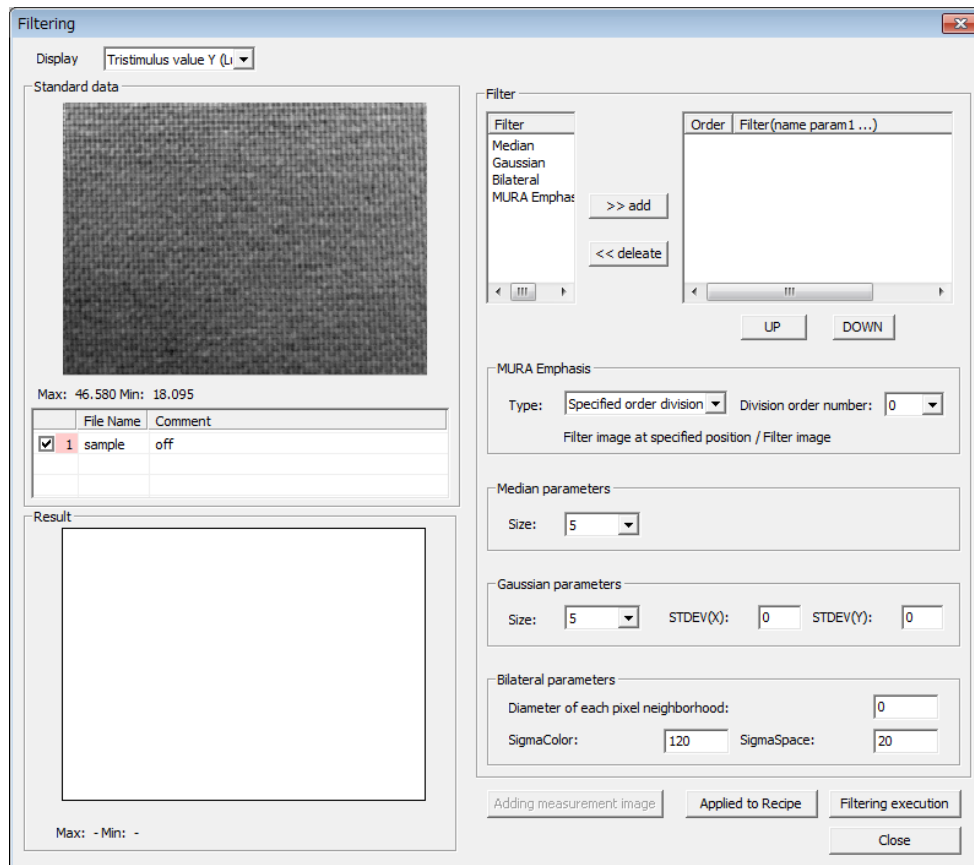 Filtering
Display Tristimulus value Y (Lu
Standard data
Max: 46.580 Min: 18.095
File Name Comment
1 sample off
Result
Max: - Min: -
Filter
Filter
Median
Gaussian
Bilateral
MURA Emphas
>> add
<< deleate
Order Filter(name param1 ...)
UP DOWN
MURA Emphasis
Type: Specified order division Division order number: 0
Filter image at specified position / Filter image
Median parameters
Size: 5
Gaussian parameters
Size: 5 STDEV(X): 0 STDEV(Y): 0
Bilateral parameters
Diameter of each pixel neighborhood: 0
SigmaColor: 120 SigmaSpace: 20
Adding measurement image Applied to Recipe Filtering execution
Close